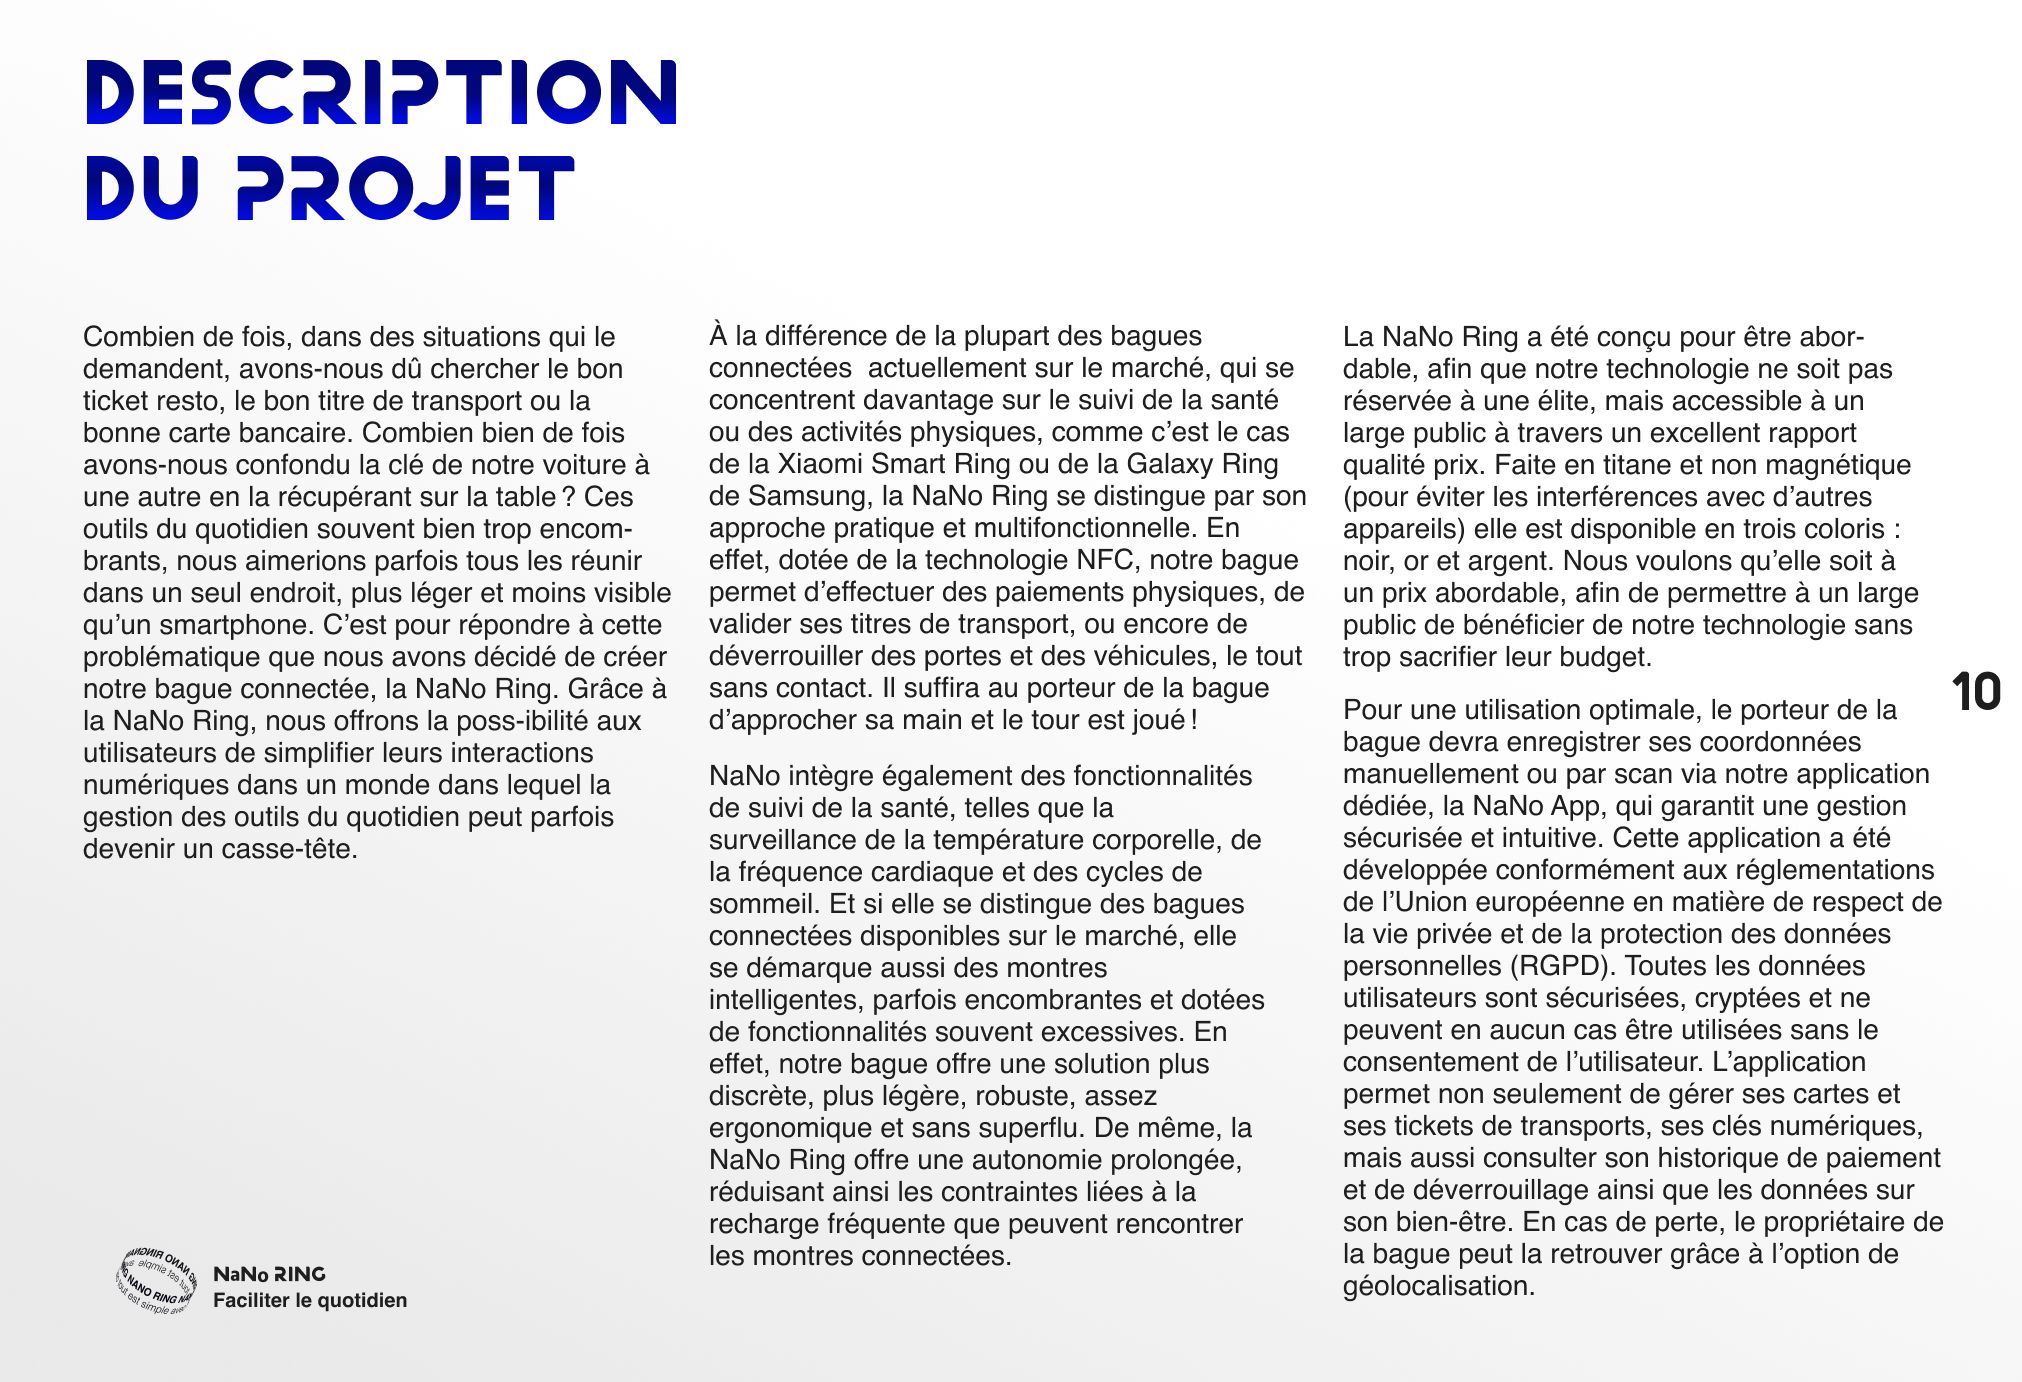 DESCRIPTION
DU PROJET
Combien de fois, dans des situations qui le
demandent, avons-nous dû chercher le bon
ticket resto, le bon titre de transport ou la
bonne carte bancaire. Combien bien de fois
avons-nous confondu la clé de notre voiture à
une autre en la récupérant sur la table ? Ces
outils du quotidien souvent bien trop encom-
brants, nous aimerions parfois tous les réunir
dans un seul endroit, plus léger et moins visible
qu’un smartphone. C’est pour répondre à cette
problématique que nous avons décidé de créer
notre bague connectée, la NaNo Ring. Grâce à
la NaNo Ring, nous offrons la poss-ibilité aux
utilisateurs de simplifier leurs interactions
numériques dans un monde dans lequel la
gestion des outils du quotidien peut parfois
devenir un casse-tête.
À la différence de la plupart des bagues
connectées  actuellement sur le marché, qui se
concentrent davantage sur le suivi de la santé
ou des activités physiques, comme c’est le cas
de la Xiaomi Smart Ring ou de la Galaxy Ring
de Samsung, la NaNo Ring se distingue par son
approche pratique et multifonctionnelle. En
effet, dotée de la technologie NFC, notre bague
permet d’effectuer des paiements physiques, de
valider ses titres de transport, ou encore de
déverrouiller des portes et des véhicules, le tout
sans contact. Il suffira au porteur de la bague
d’approcher sa main et le tour est joué !
NaNo intègre également des fonctionnalités
de suivi de la santé, telles que la
surveillance de la température corporelle, de
la fréquence cardiaque et des cycles de
sommeil. Et si elle se distingue des bagues
connectées disponibles sur le marché, elle
se démarque aussi des montres
intelligentes, parfois encombrantes et dotées
de fonctionnalités souvent excessives. En
effet, notre bague offre une solution plus
discrète, plus légère, robuste, assez
ergonomique et sans superflu. De même, la
NaNo Ring offre une autonomie prolongée,
réduisant ainsi les contraintes liées à la
recharge fréquente que peuvent rencontrer
les montres connectées.
La NaNo Ring a été conçu pour être abor-
dable, afin que notre technologie ne soit pas
réservée à une élite, mais accessible à un
large public à travers un excellent rapport
qualité prix. Faite en titane et non magnétique
(pour éviter les interférences avec d’autres
appareils) elle est disponible en trois coloris :
noir, or et argent. Nous voulons qu’elle soit à
un prix abordable, afin de permettre à un large
public de bénéficier de notre technologie sans
trop sacrifier leur budget.
Pour une utilisation optimale, le porteur de la
bague devra enregistrer ses coordonnées
manuellement ou par scan via notre application
dédiée, la NaNo App, qui garantit une gestion
sécurisée et intuitive. Cette application a été
développée conformément aux réglementations
de l’Union européenne en matière de respect de
la vie privée et de la protection des données
personnelles (RGPD). Toutes les données
utilisateurs sont sécurisées, cryptées et ne
peuvent en aucun cas être utilisées sans le
consentement de l’utilisateur. L’application
permet non seulement de gérer ses cartes et
ses tickets de transports, ses clés numériques,
mais aussi consulter son historique de paiement
et de déverrouillage ainsi que les données sur
son bien-être. En cas de perte, le propriétaire de
la bague peut la retrouver grâce à l’option de
géolocalisation.
10
NANO RING
tout est simple avec
NaNo RING
Faciliter le quotidien